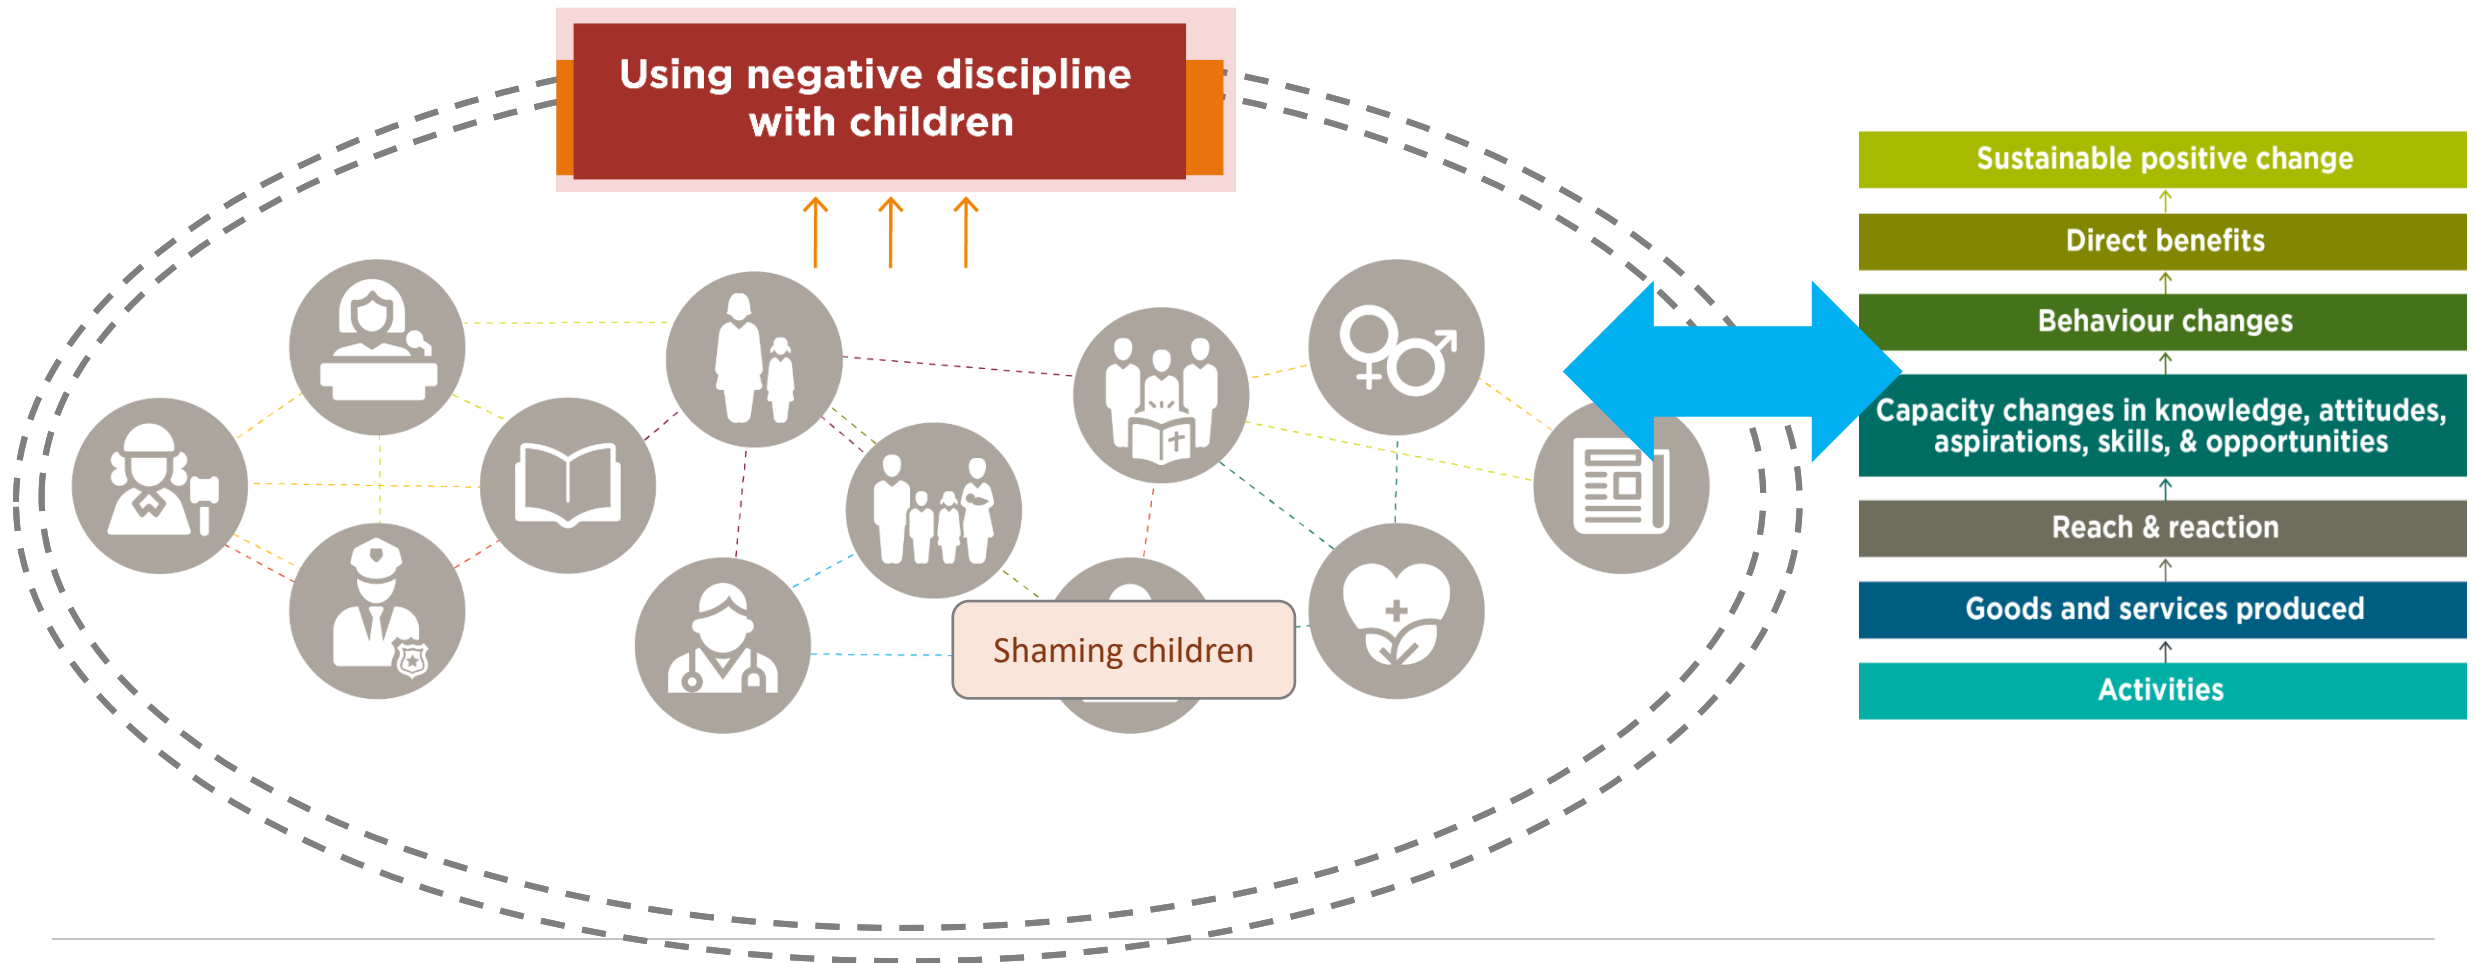 Using negative discipline
with children
Sustainable positive change
Direct benefits
Behaviour changes
Capacity changes in knowledge, attitudes,
aspirations, skills, & opportunities
Reach & reaction
Goods and services produced
Activities
Shaming children